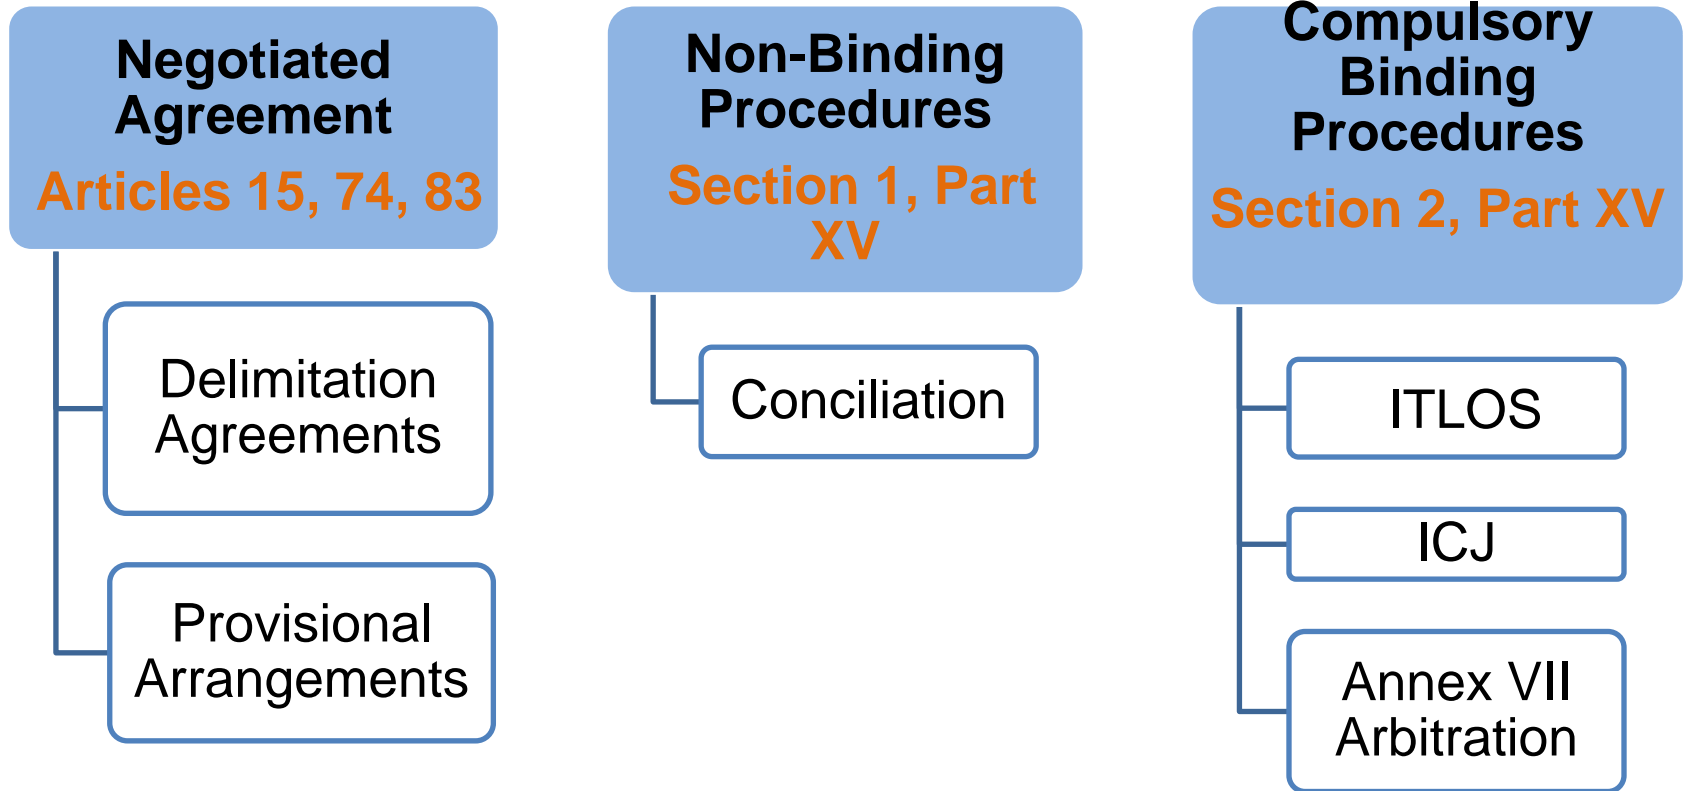 Negotiated
Agreement
Articles 15, 74, 83
Delimitation
Agreements
Provisional
Arrangements
Non-Binding
Procedures
Section 1, Part
XV
Conciliation
Compulsory
Binding
Procedures
Section 2, Part XV
ITLOS
ICJ
Annex VII
Arbitration